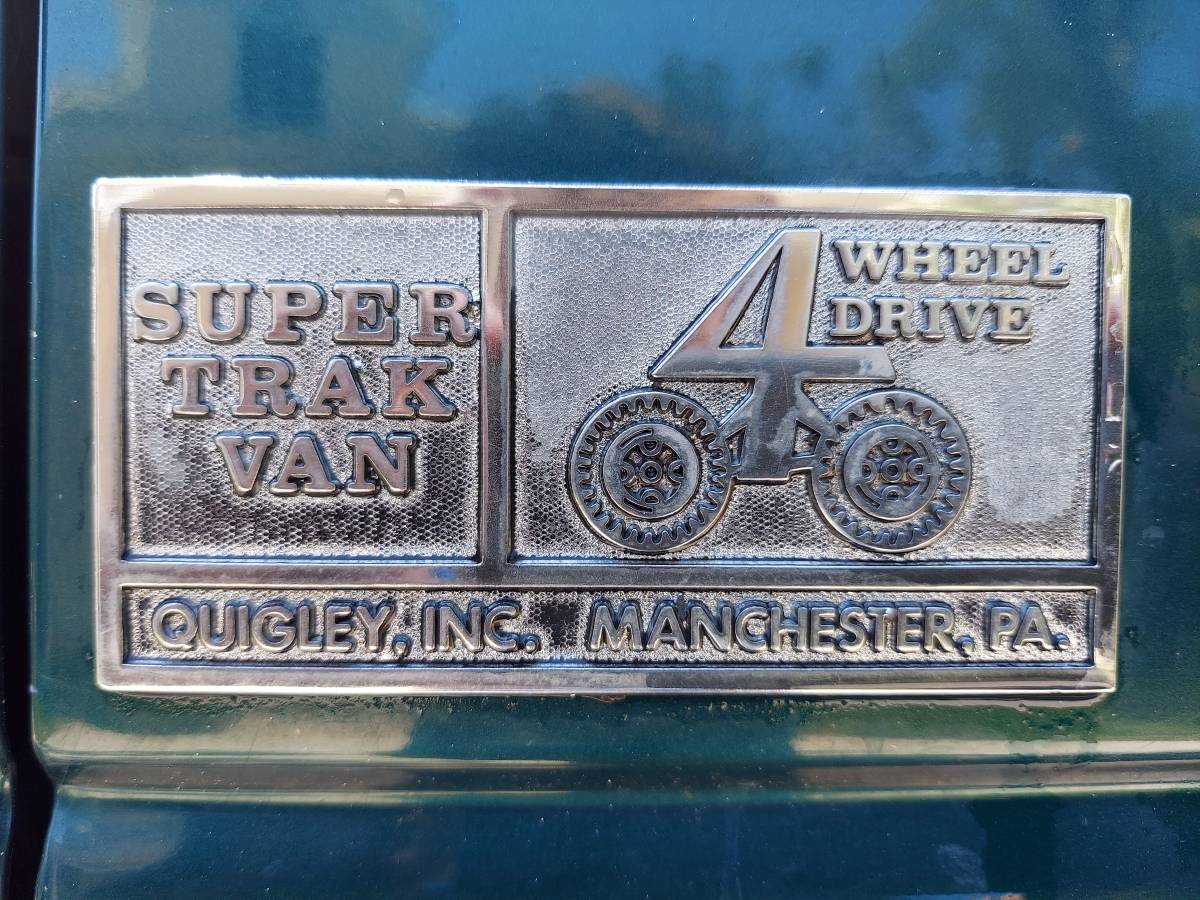 SUPER
TRAK
VAN
4 WHEEL
DRIVE
QUIGLEY, INC. MANCHESTER, PA.